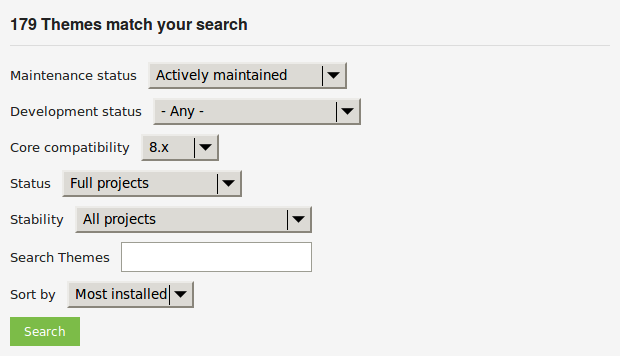 179 Themes match your search
Maintenance status Actively maintained
Development status - Any -
Core compatibility 8.x
Status Full projects
Stability All projects
Search Themes
Sort by Most installed
Search